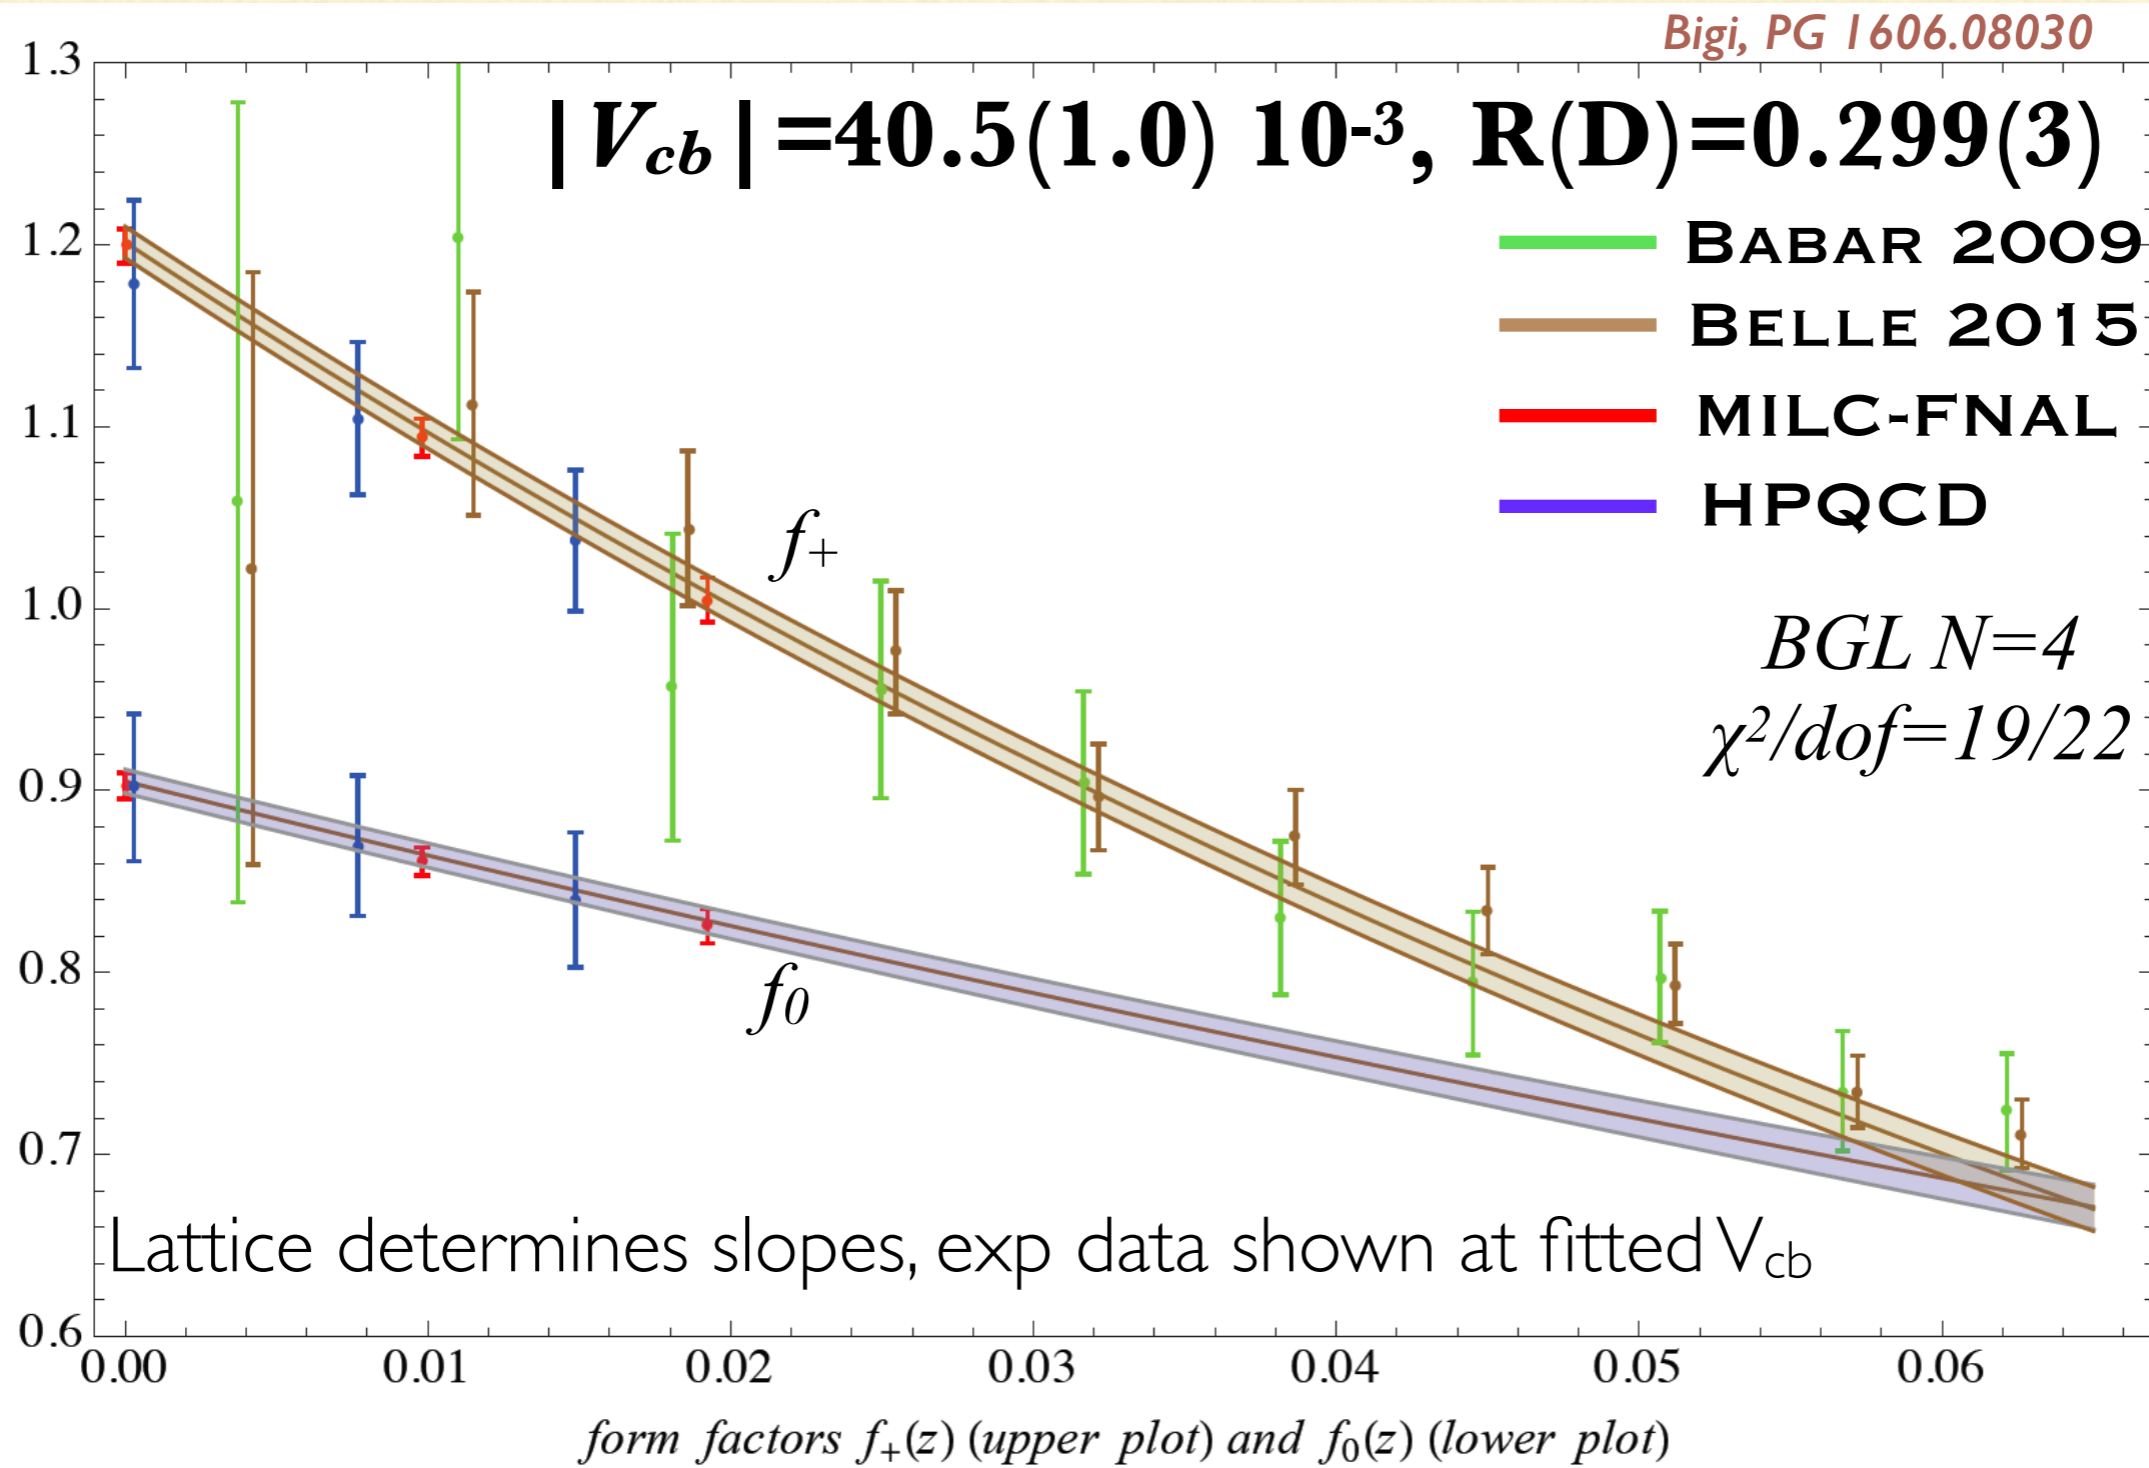 Bigi, PG 1606.08030
|Vcb|=40.5(1.0) 10-3, R(D)=0.299(3)
BABAR 2009
BELLE 2015
MILC-FNAL
HPQCD
BGL N=4
χ²/dof=19/22
f+
f0
Lattice determines slopes, exp data shown at fitted Vcb
1.3
1.2
1.1
1.0
0.9
0.8
0.7
0.6
0.00 0.01 0.02 0.03 0.04 0.05 0.06
form factors f+(z) (upper plot) and f0(z) (lower plot)